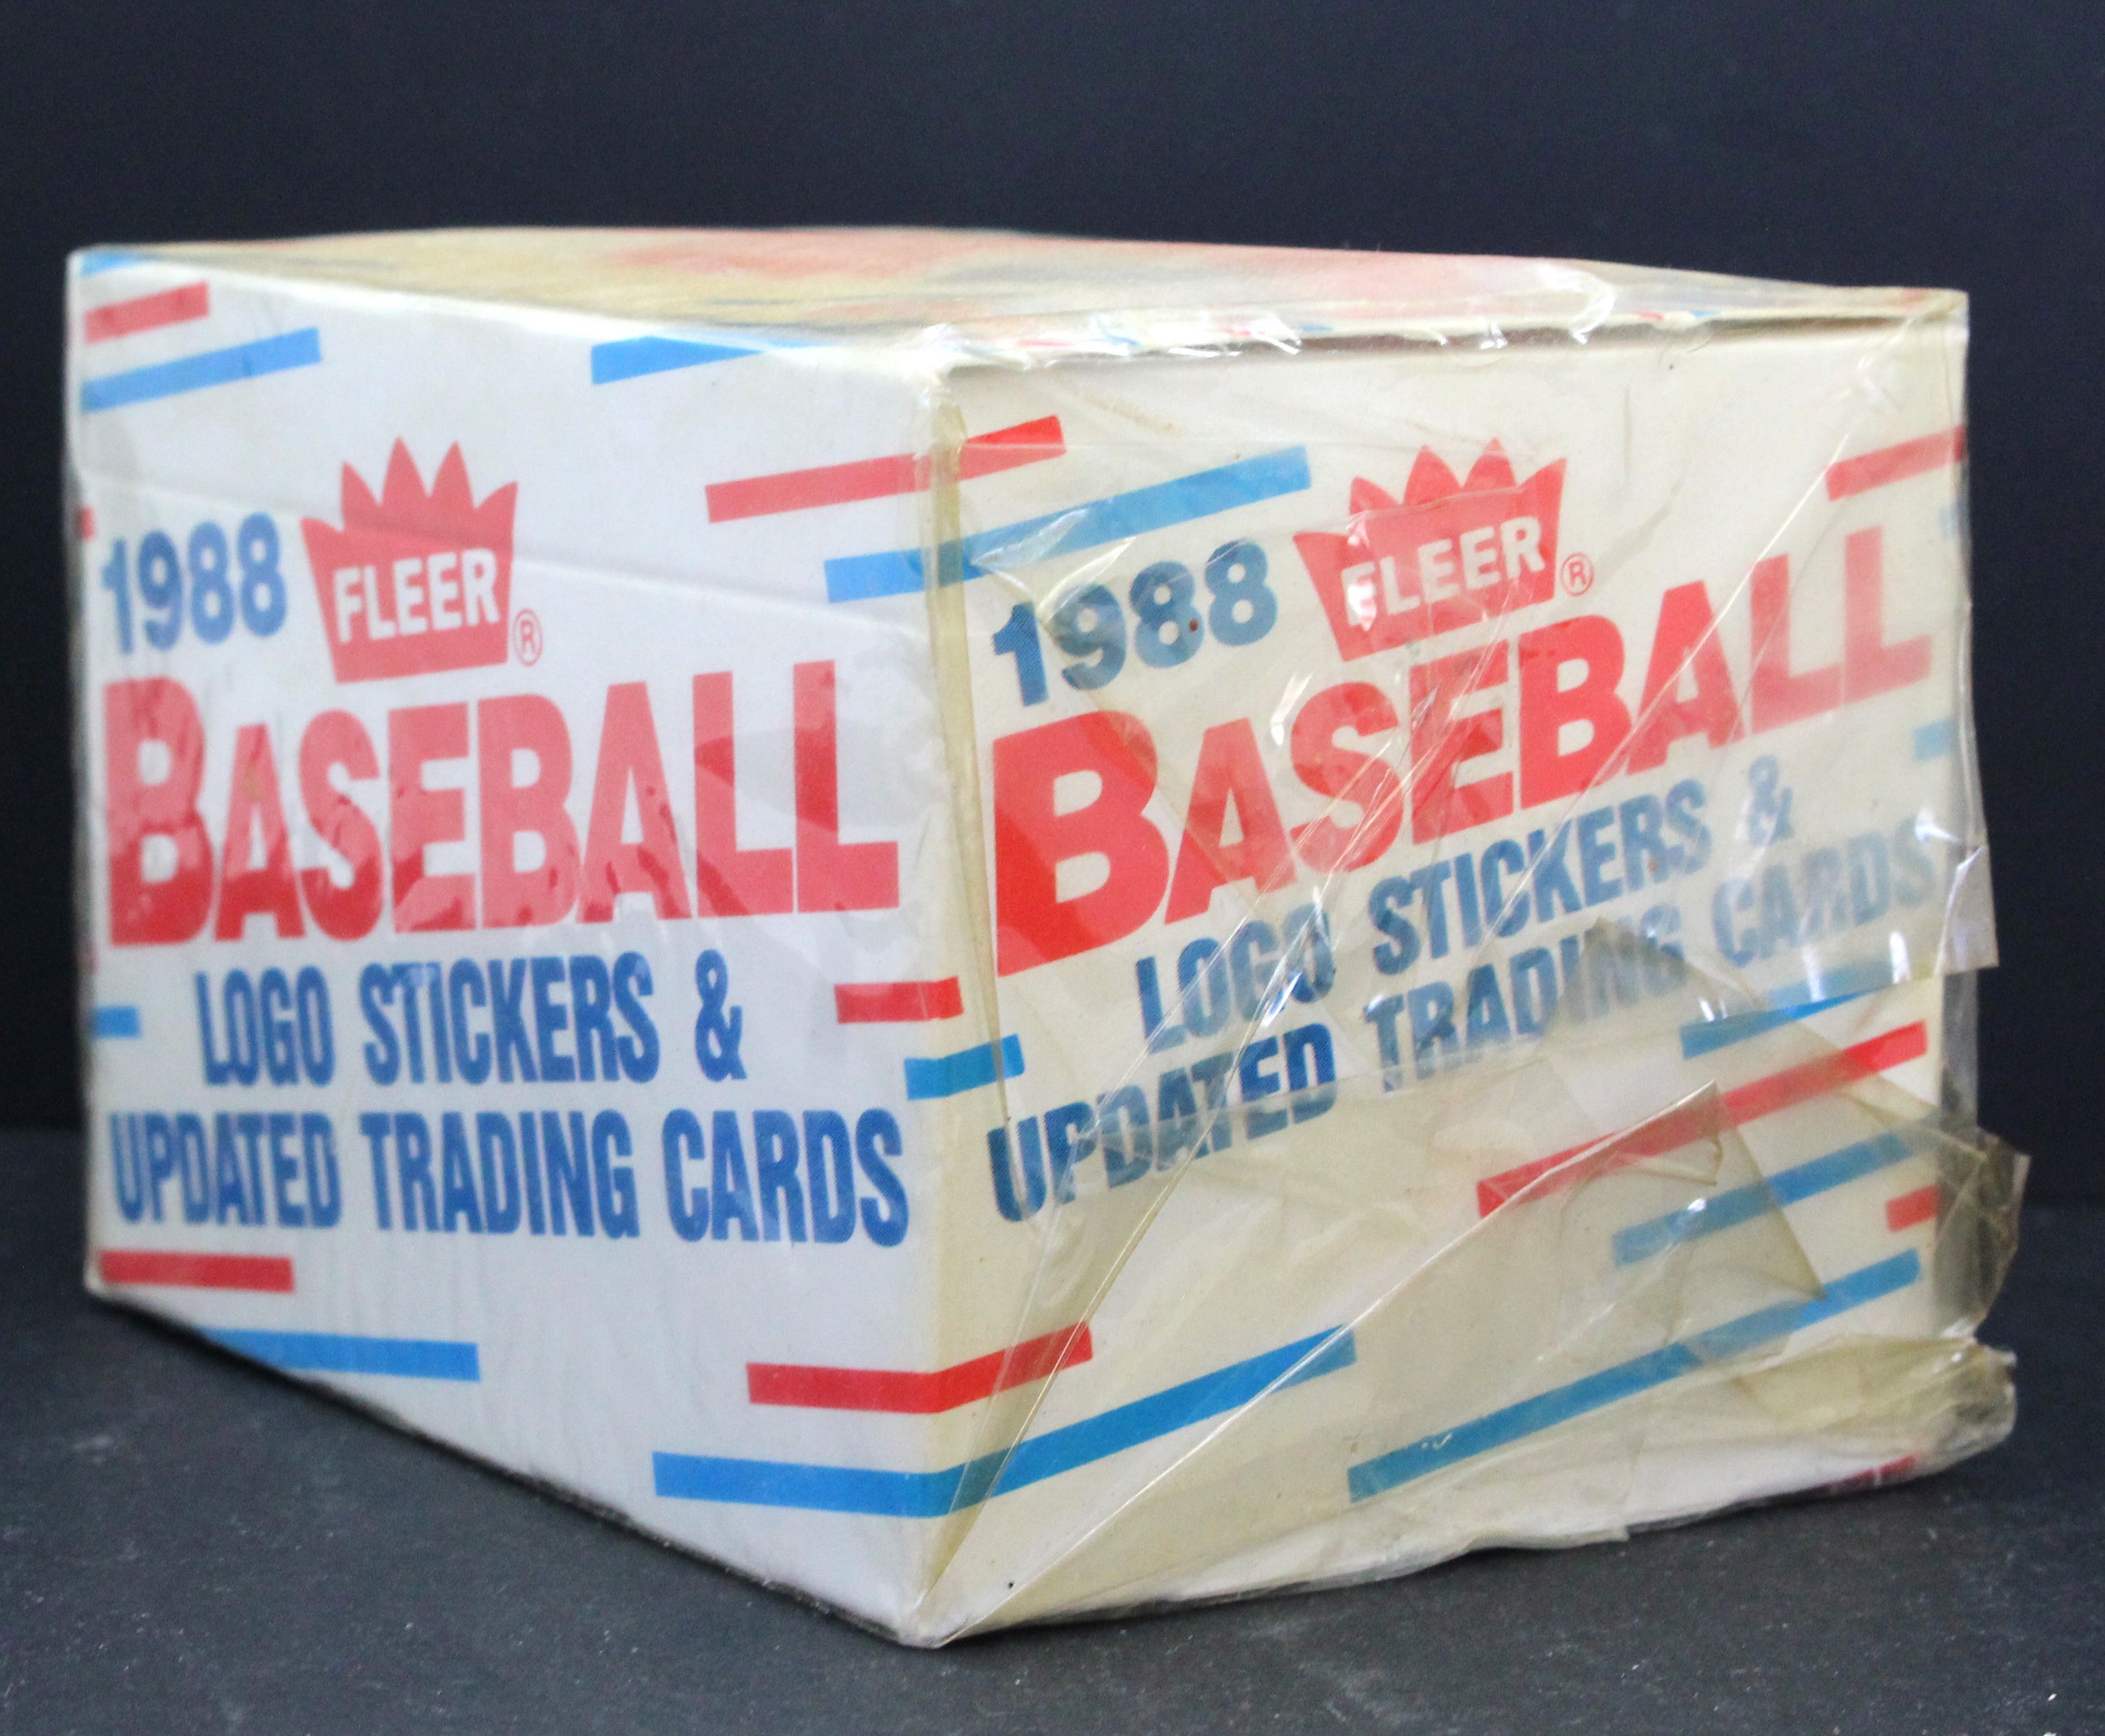 1988 FLEER ®
BASEBALL
LOGO STICKERS &
UPDATED TRADING CARDS
1988 FLEER ®
BASEBALL
LOGO STICKERS &
UPDATED TRADING CARDS